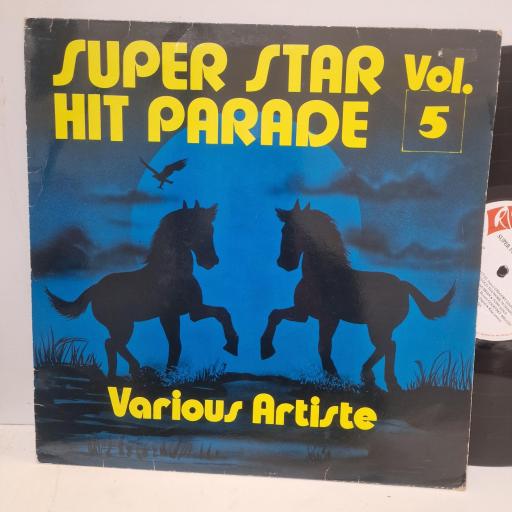 SUPER STAR Vol.
HIT PARADE 5
Various Artiste